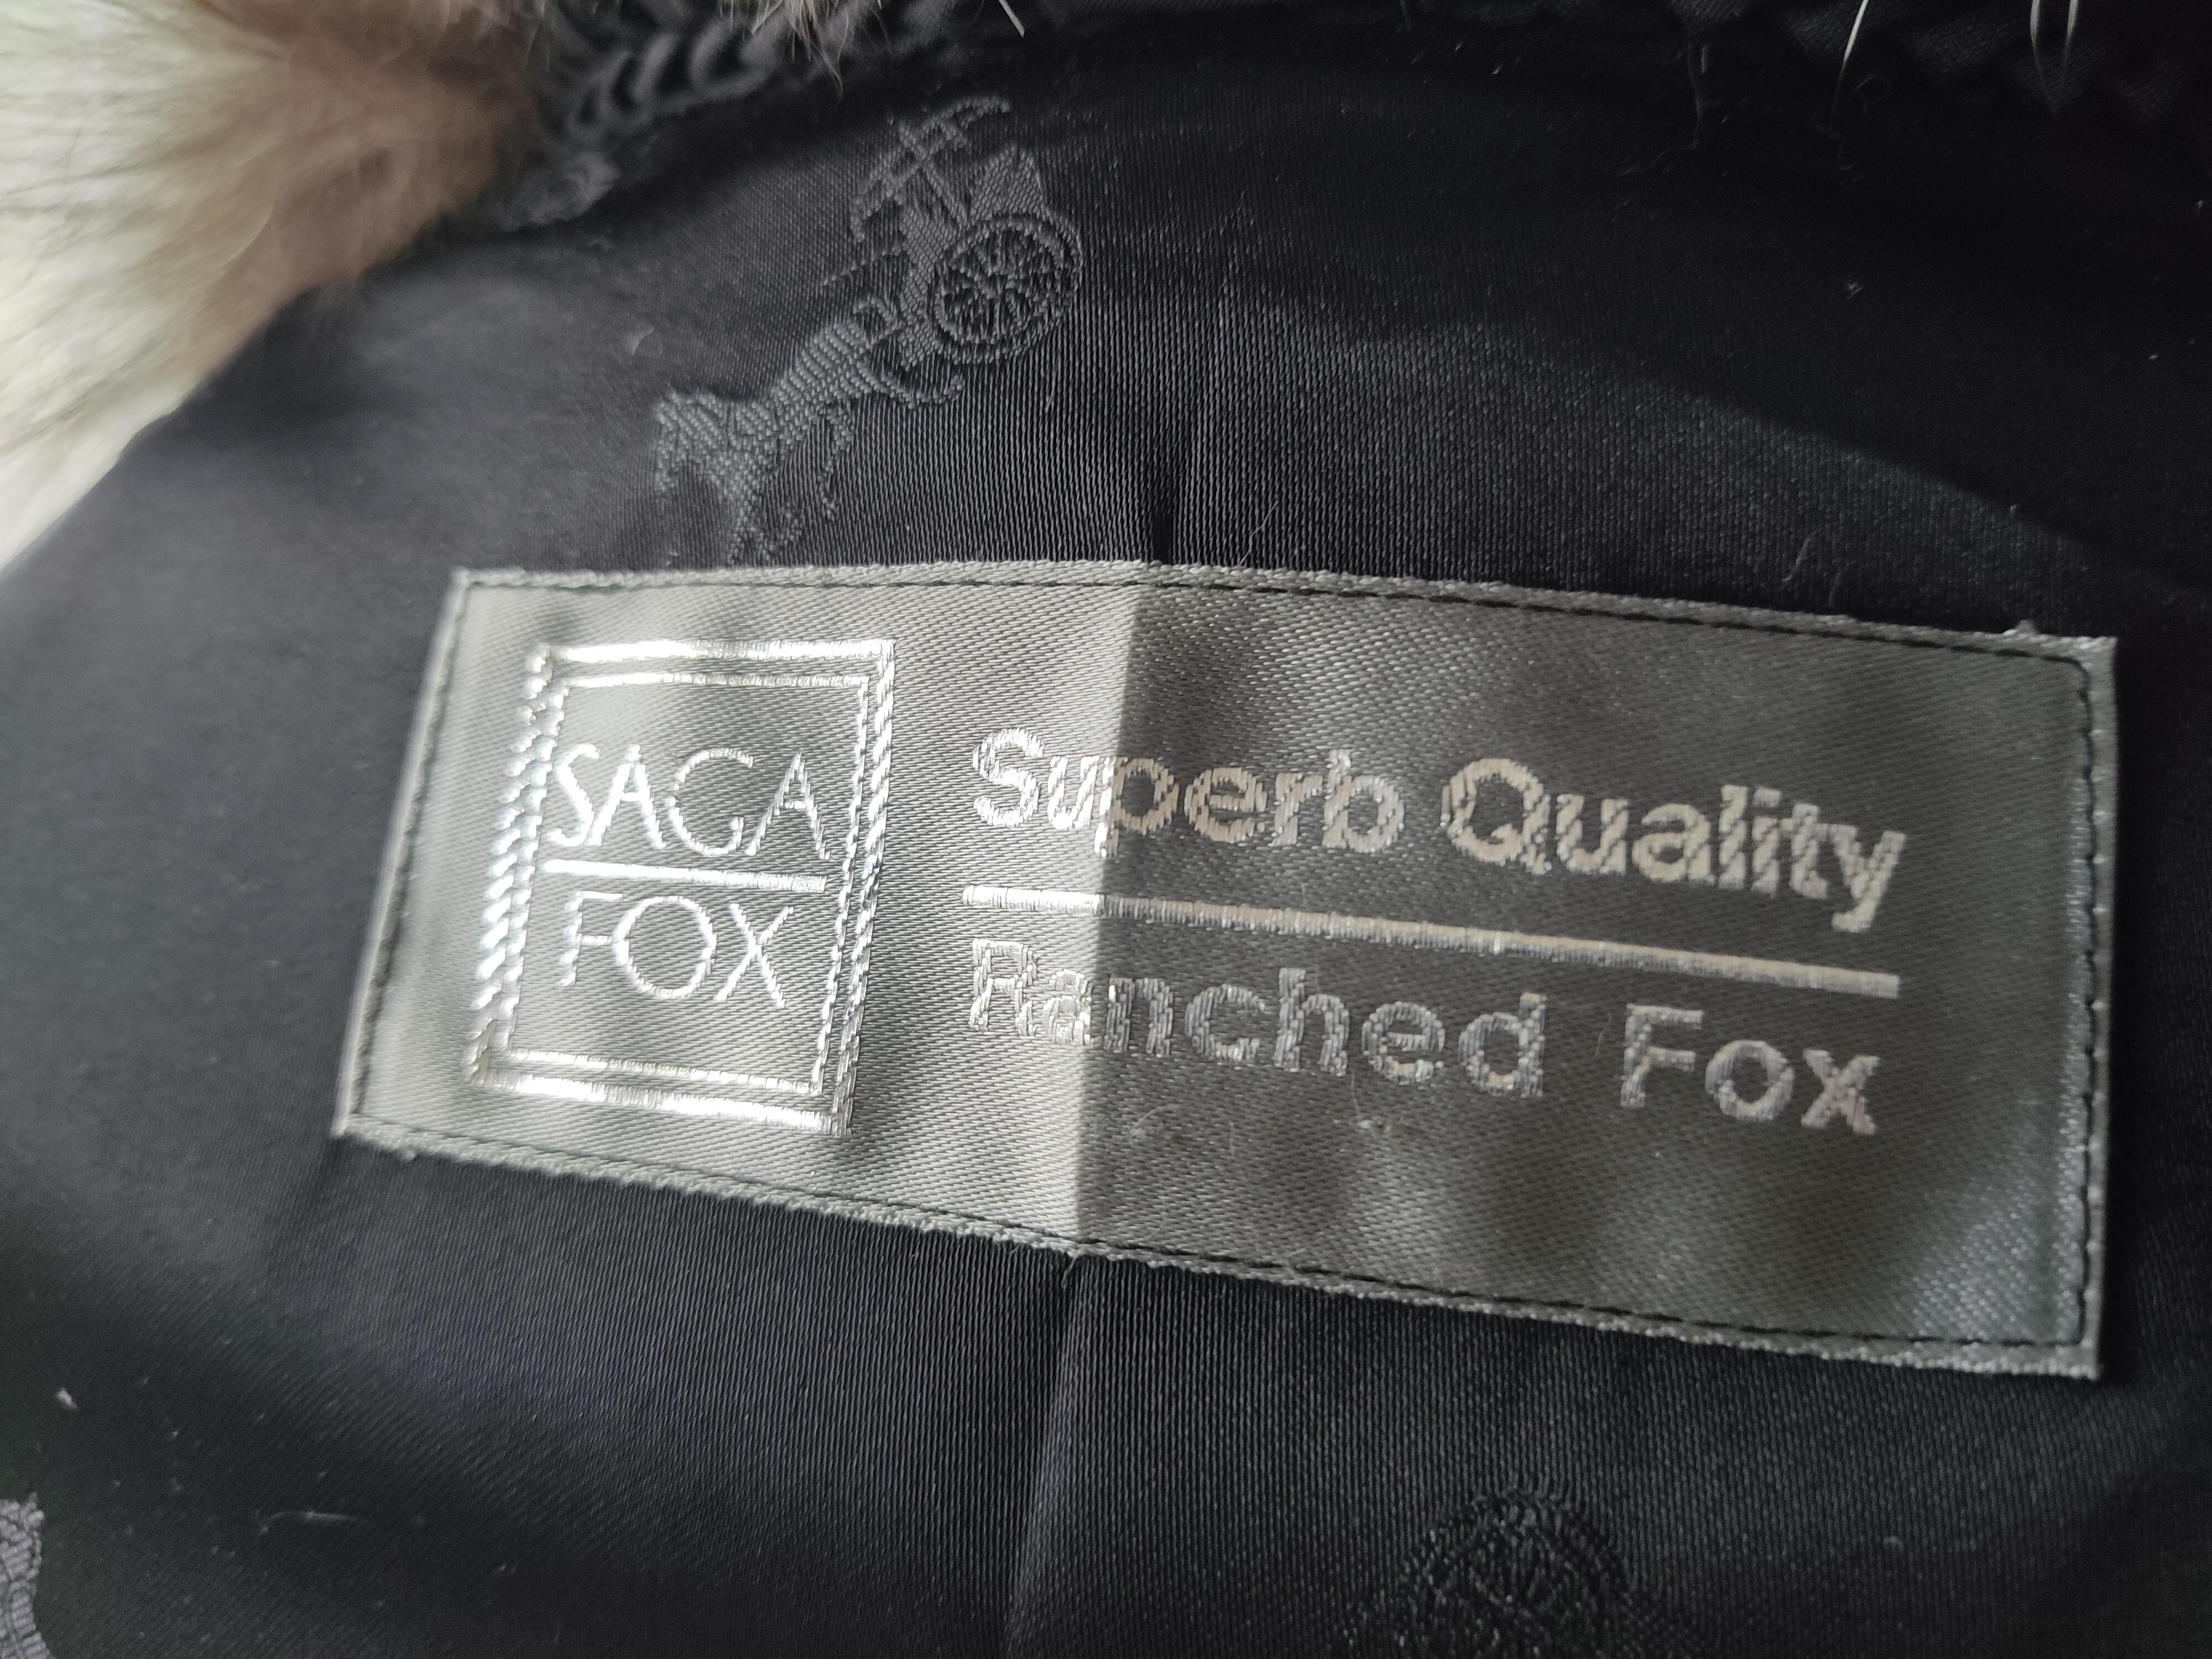 SAGA
FOX
Superb Quality
Ranched Fox